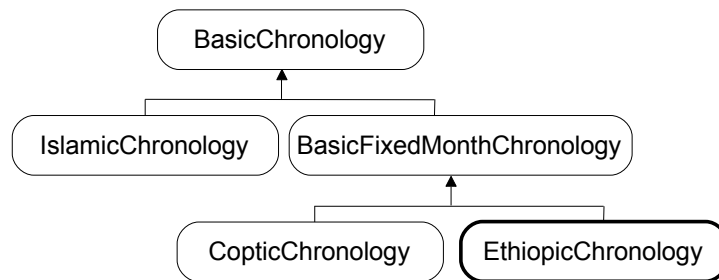 BasicChronology
IslamicChronology
BasicFixedMonthChronology
CopticChronology
EthiopicChronology